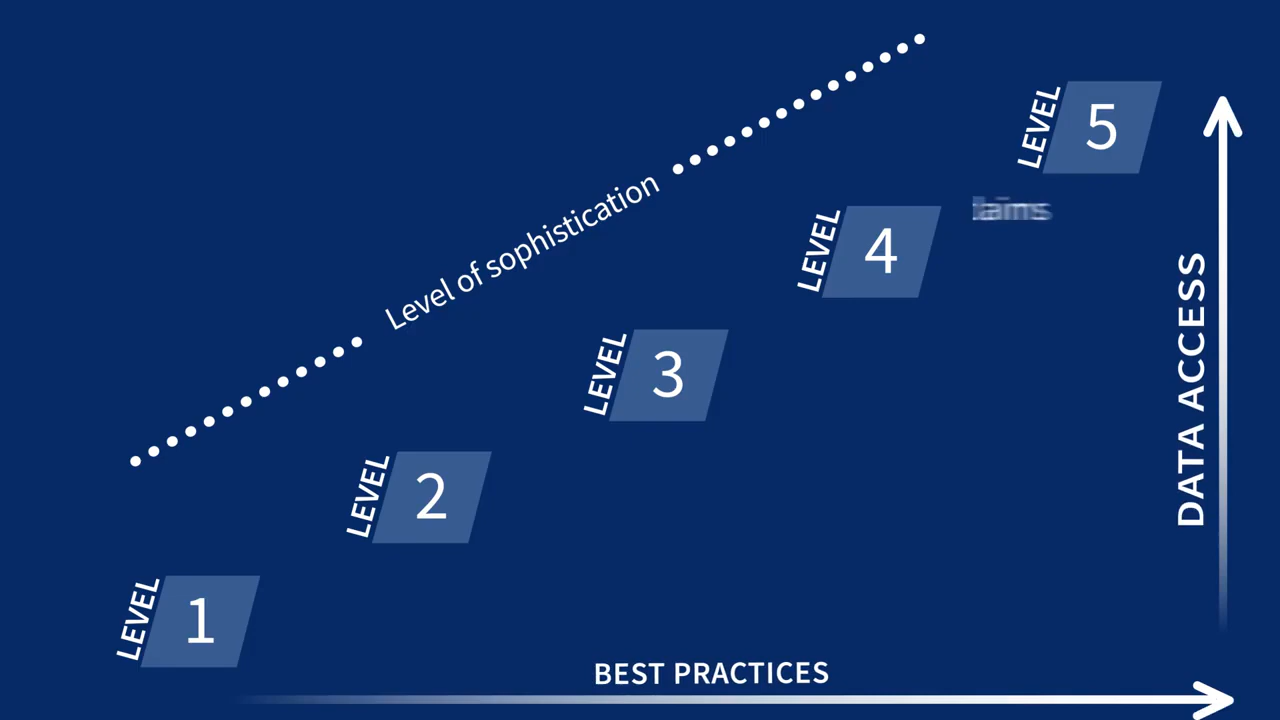 Level of sophistication
LEVEL 5
LEVEL 4
LEVEL 3
LEVEL 2
LEVEL 1
DATA ACCESS
BEST PRACTICES